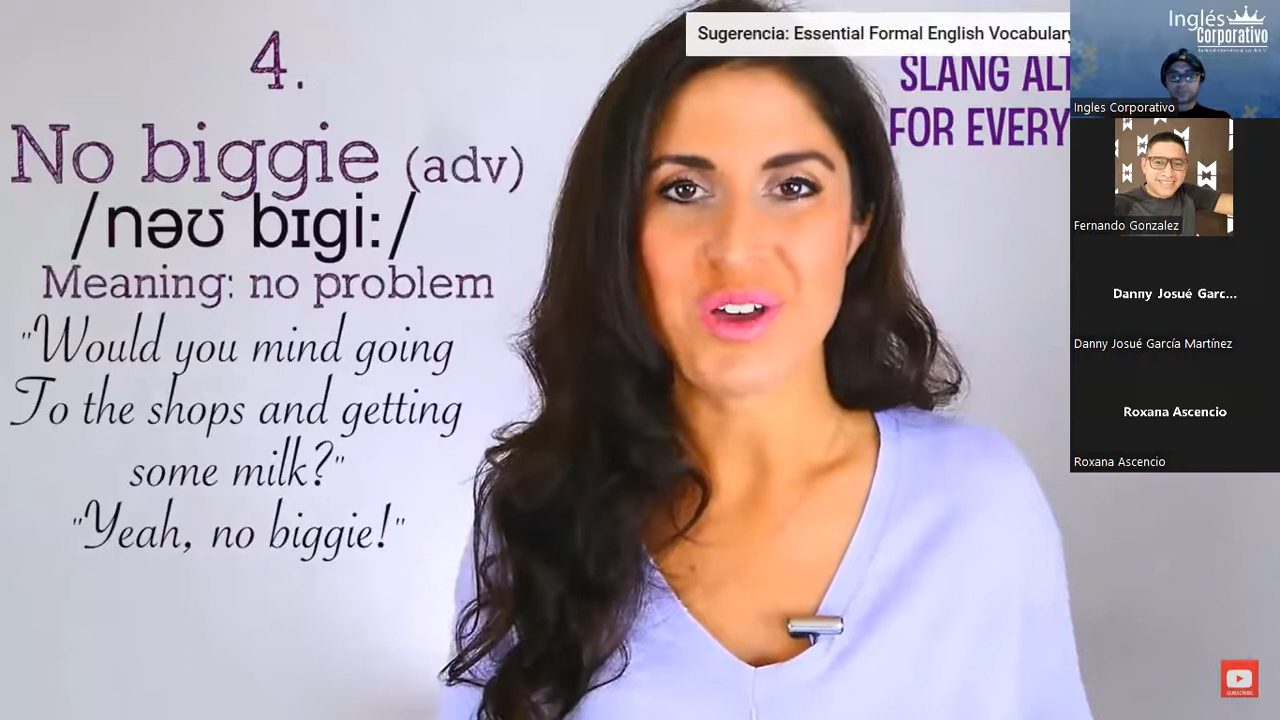 4.
No biggie (adv)
/nəʊ bɪgi:/
Meaning: no problem
"Would you mind going
To the shops and getting
some milk?"
"Yeah, no biggie!"
Sugerencia: Essential Formal English Vocabulary
SLANG ALT
FOR EVERY
Inglés
Corporativo
Ingles Corporativo
Fernando Gonzalez
Danny Josué Garc...
Danny Josué García Martínez
Roxana Ascencio
Roxana Ascencio
SUBSCRIBE